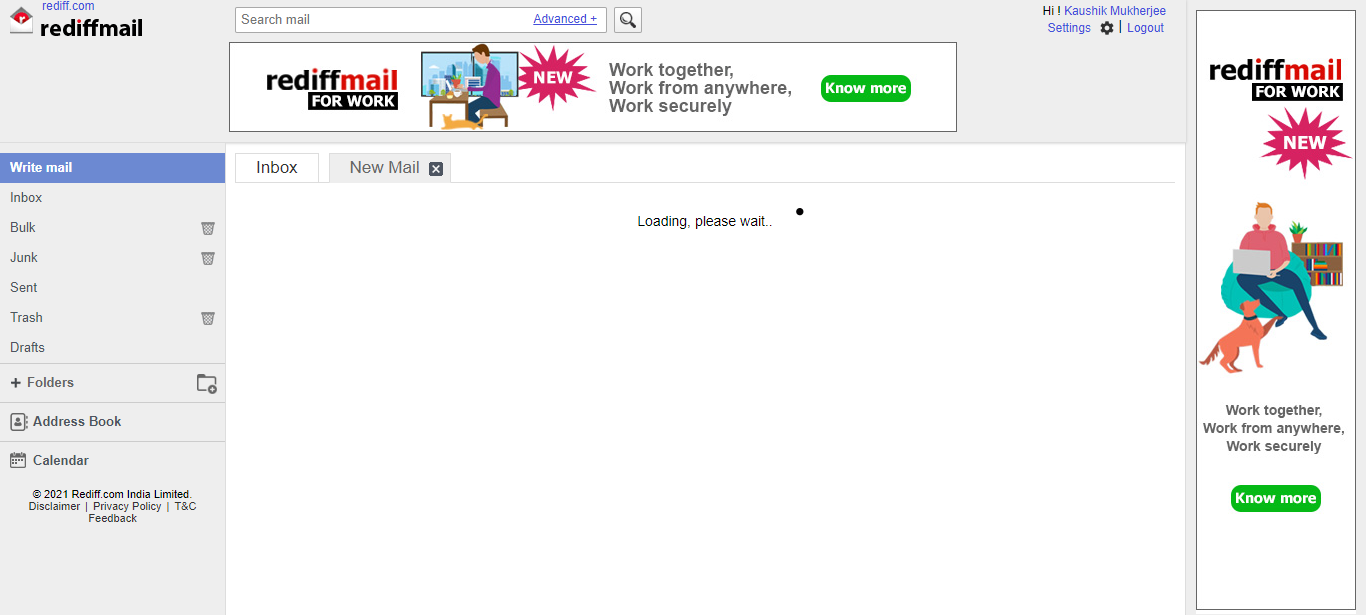 rediff.com
rediffmail
Search mail Advanced +
Hi ! Kaushik Mukherjee
Settings | Logout
rediffmail
FOR WORK
NEW
Work together,
Work from anywhere,
Work securely
Know more
Write mail
Inbox
Bulk
Junk
Sent
Trash
Drafts
+ Folders
Address Book
Calendar
© 2021 Rediff.com India Limited.
Disclaimer | Privacy Policy | T&C
Feedback
Inbox New Mail
Loading, please wait..
rediffmail
FOR WORK
NEW
Work together,
Work from anywhere,
Work securely
Know more